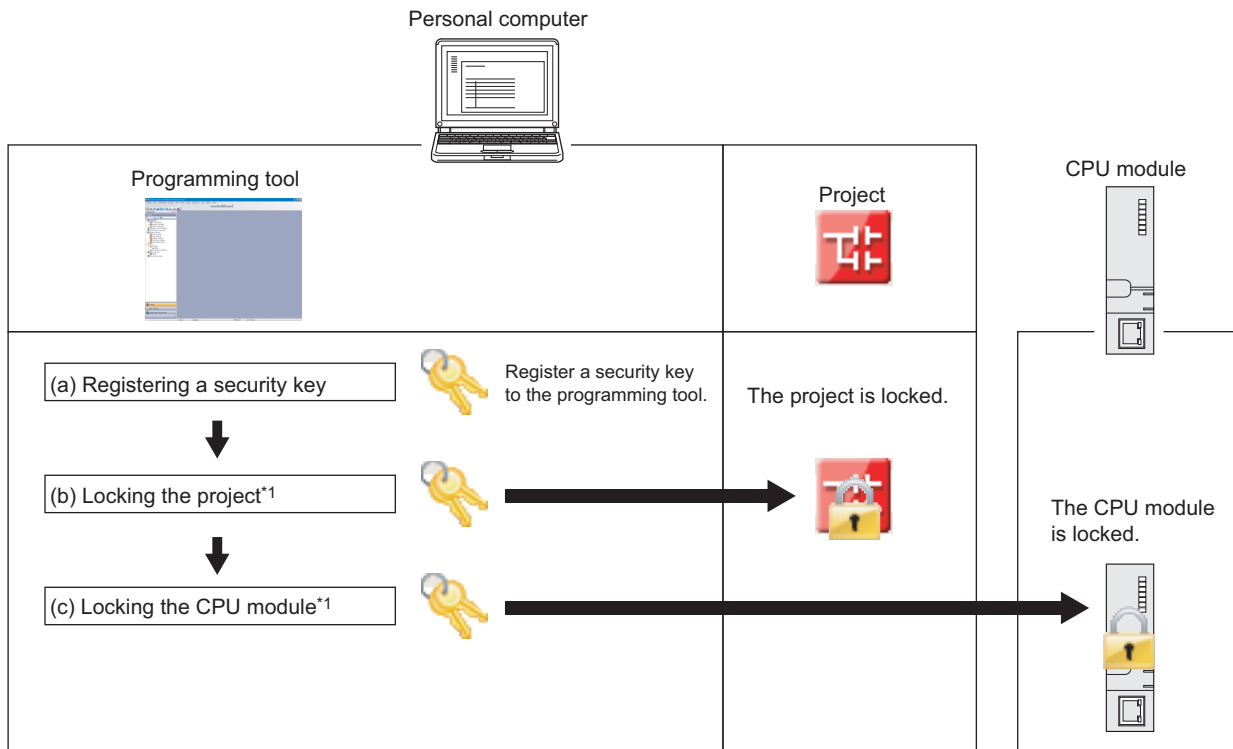 Personal computer
Programming tool
Project
CPU module
(a) Registering a security key
Register a security key
to the programming tool.
The project is locked.
(b) Locking the project*1
The CPU module
is locked.
(c) Locking the CPU module*1